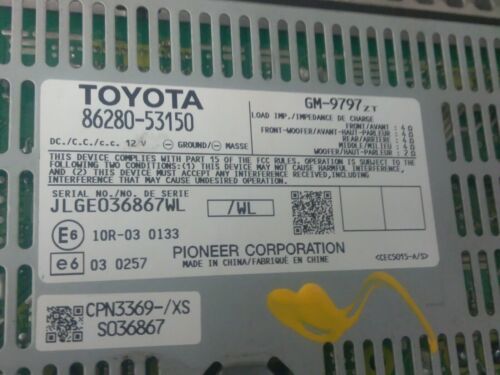 TOYOTA
86280-53150
GM-9797ZT
LOAD IMP./IMPEDANCE DE CHARGE
FRONT/AVANT : 4Ω
FRONT-WOOFER/AVANT-HAUT-PARLEUR : 4Ω
REAR/ARRIERE : 4Ω
MIDDLE/MILIEU : 4Ω
WOOFER/HAUT-PARLEUR : 2Ω
DC./C.C./c.c. 12 V ⎓ ⊖ GROUND/⊖ MASSE
THIS DEVICE COMPLIES WITH PART 15 OF THE FCC RULES. OPERATION IS SUBJECT TO THE
FOLLOWING TWO CONDITIONS:(1) THIS DEVICE MAY NOT CAUSE HARMFUL INTERFERENCE,
AND (2) THIS DEVICE MUST ACCEPT ANY INTERFERENCE RECEIVED, INCLUDING
INTERFERENCE THAT MAY CAUSE UNDESIRED OPERATION.
SERIAL NO./NO. DE SERIE
JLGE036867WL
/WL
E6 10R-03 0133
e6 03 0257
PIONEER CORPORATION
MADE IN CHINA/FABRIQUÉ EN CHINE
<CEC5015-A/S>
CPN3369-/XS
S036867